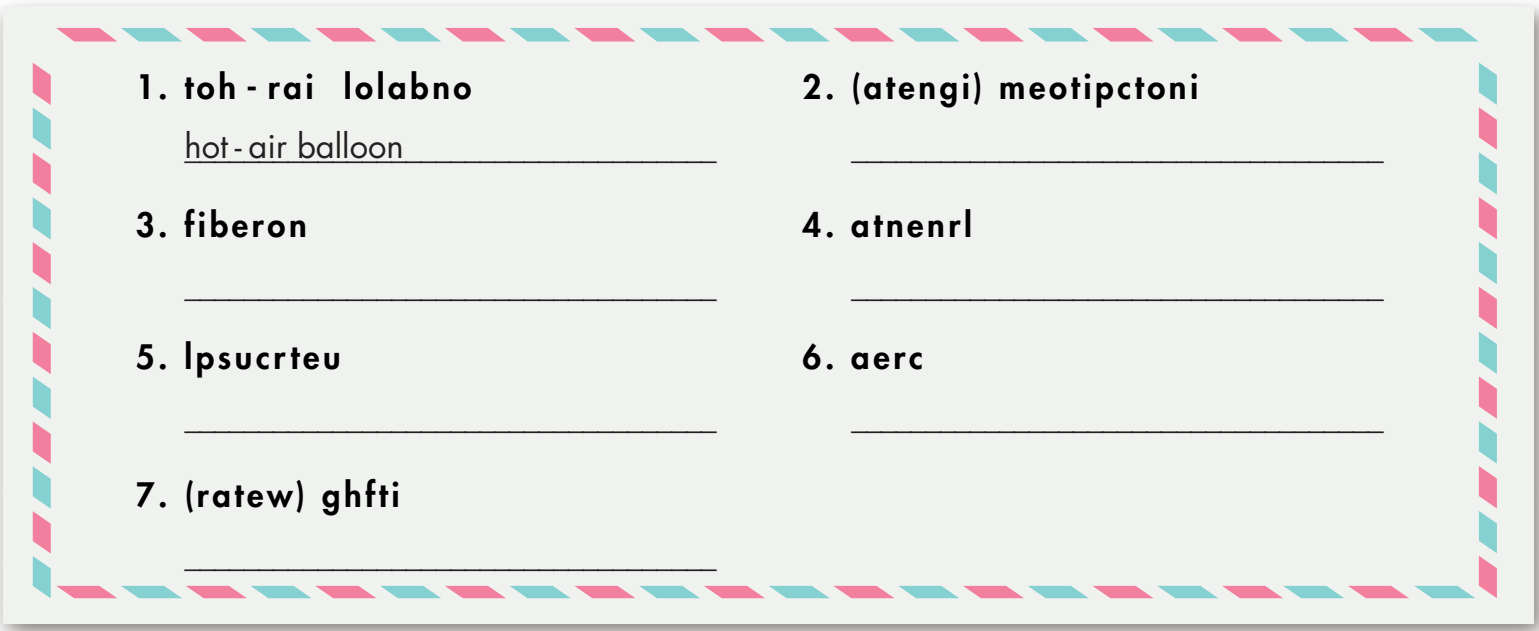 1. toh - rai lolabno
hot - air balloon
2. (atengi) meotipctoni
3. fiberon
4. atnenrl
5. lpsucrteu
6. aerc
7. (ratew) ghfti